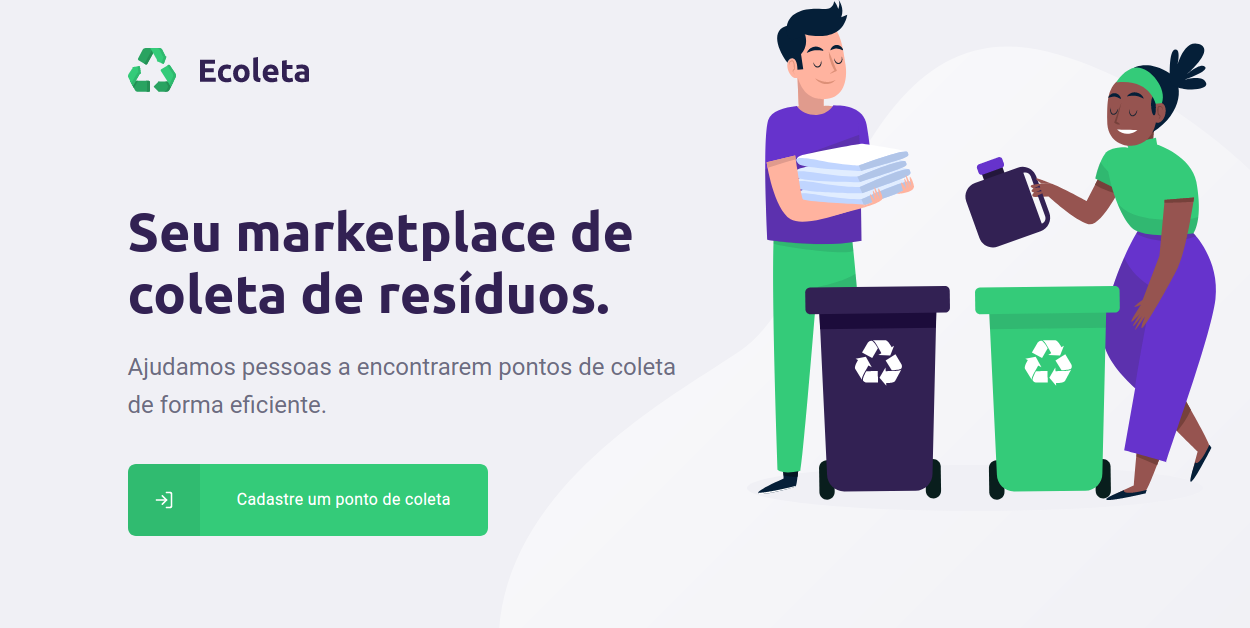 Ecoleta
Seu marketplace de
coleta de resíduos.
Ajudamos pessoas a encontrarem pontos de coleta
de forma eficiente.
Cadastre um ponto de coleta